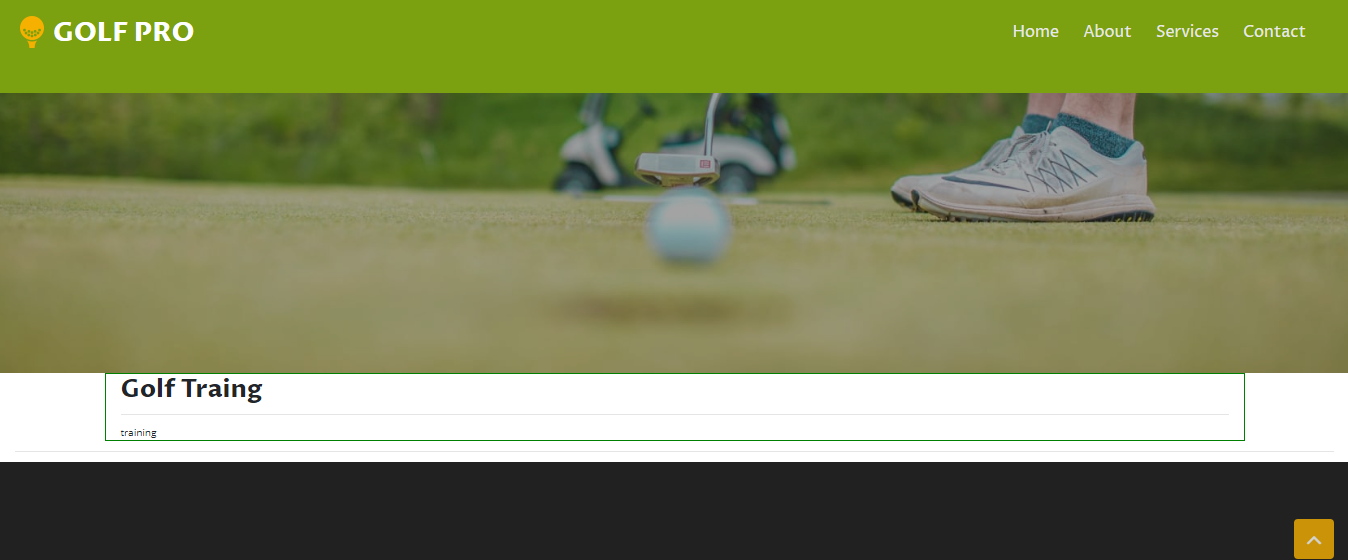 GOLF PRO
Home About Services Contact
Golf Traing
training